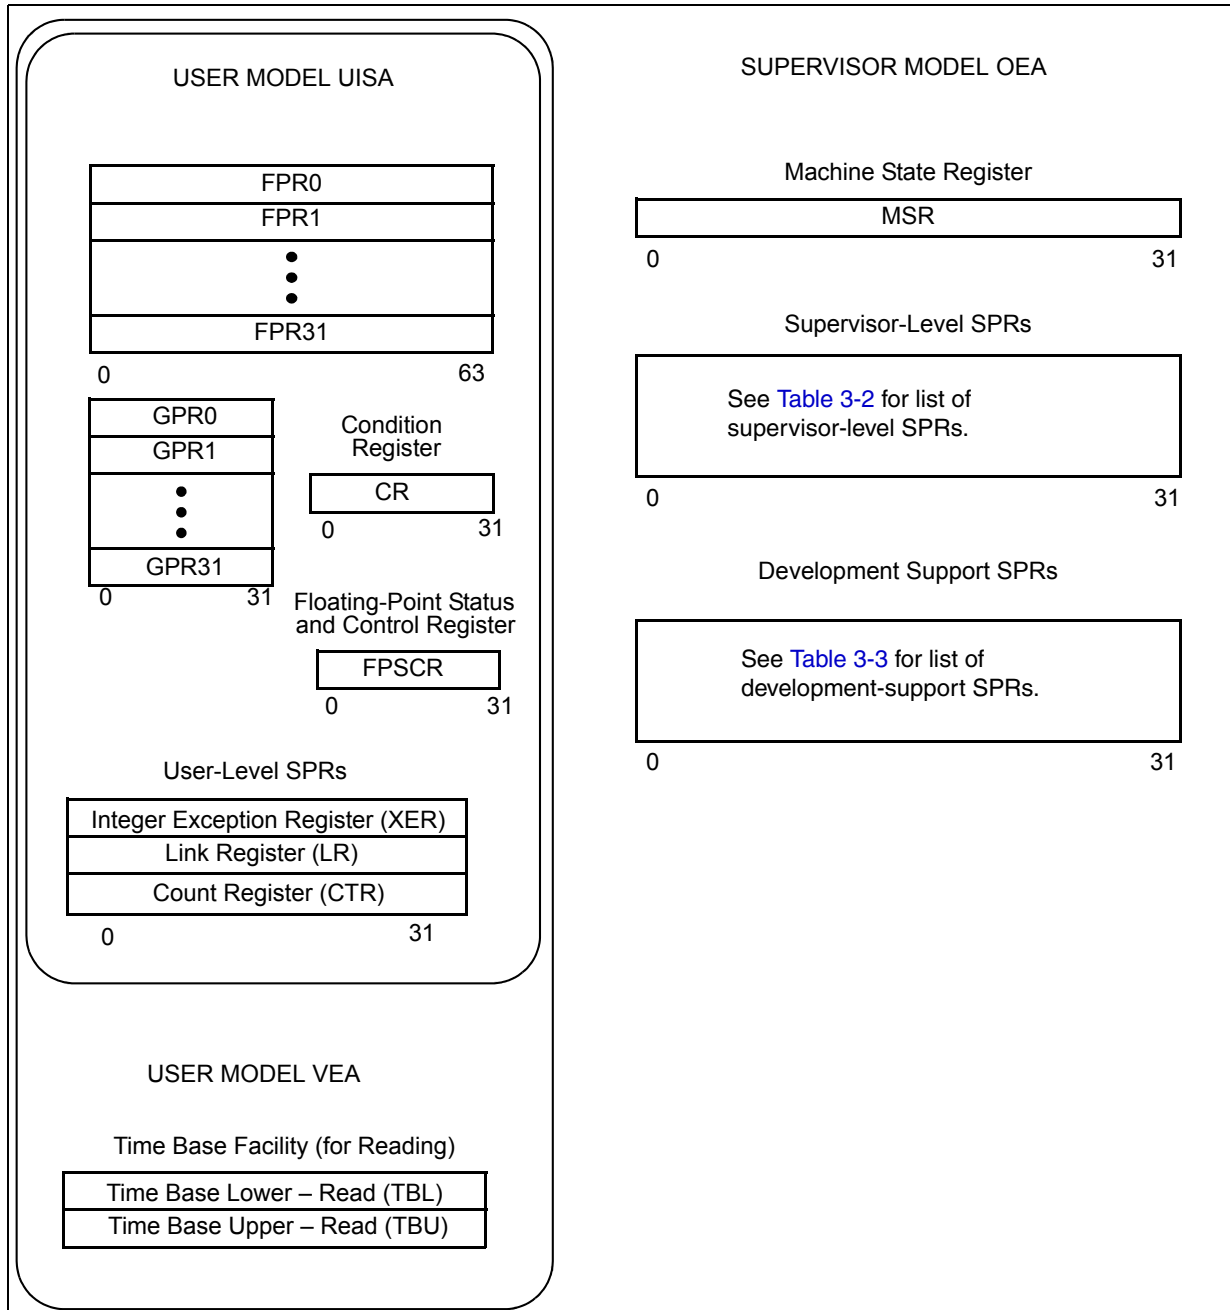 USER MODEL UISA
FPR0
FPR1
FPR31
0 63
GPR0
GPR1
GPR31
0 31
Condition
Register
CR
0 31
Floating-Point Status
and Control Register
FPSCR
0 31
User-Level SPRs
Integer Exception Register (XER)
Link Register (LR)
Count Register (CTR)
0 31
USER MODEL VEA
Time Base Facility (for Reading)
Time Base Lower – Read (TBL)
Time Base Upper – Read (TBU)
SUPERVISOR MODEL OEA
Machine State Register
MSR
0 31
Supervisor-Level SPRs
See Table 3-2 for list of
supervisor-level SPRs.
0 31
Development Support SPRs
See Table 3-3 for list of
development-support SPRs.
0 31